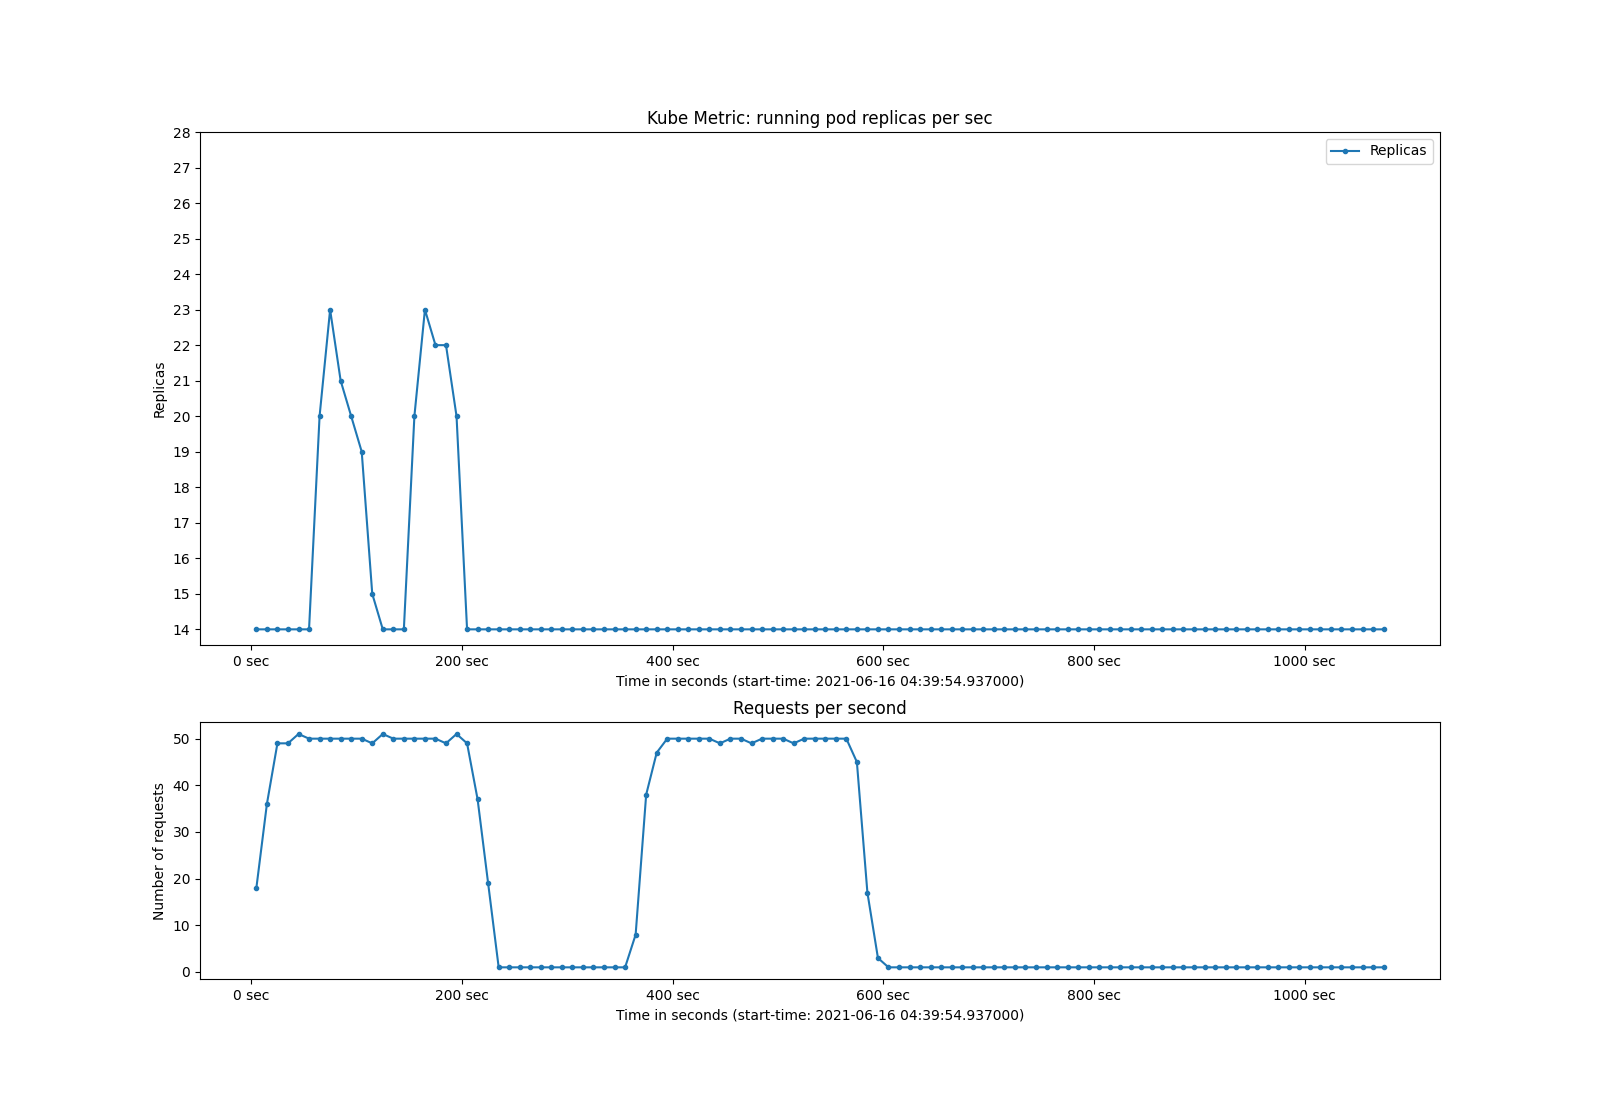 Kube Metric: running pod replicas per sec
Replicas
28
27
26
25
24
23
22
21
20
19
18
17
16
15
14
Replicas
0 sec 200 sec 400 sec 600 sec 800 sec 1000 sec
Time in seconds (start-time: 2021-06-16 04:39:54.937000)
Requests per second
50
40
30
20
10
0
Number of requests
0 sec 200 sec 400 sec 600 sec 800 sec 1000 sec
Time in seconds (start-time: 2021-06-16 04:39:54.937000)